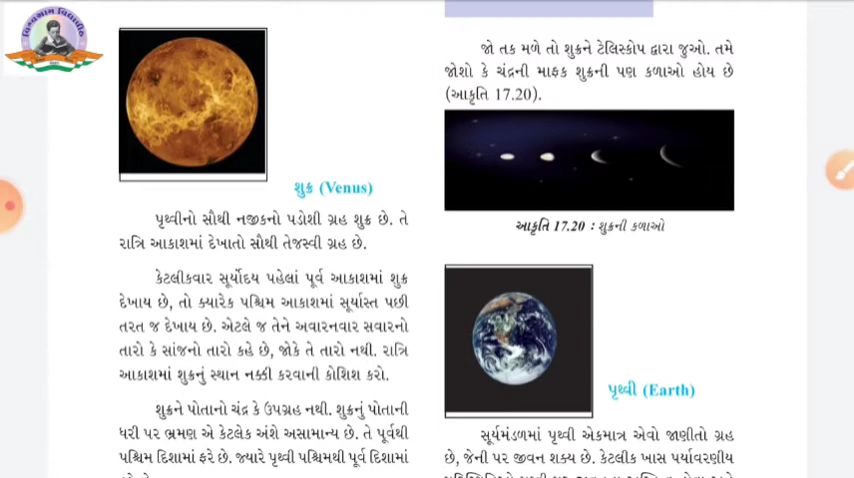 વિશ્વગ્રામ વિદ્યાપીઠ
શુક્ર (Venus)
પૃથ્વીનો સૌથી નજીકનો પડોશી ગ્રહ શુક્ર છે. તે
રાત્રિ આકાશમાં દેખાતો સૌથી તેજસ્વી ગ્રહ છે.
કેટલીકવાર સૂર્યોદય પહેલાં પૂર્વ આકાશમાં શુક્ર
દેખાય છે, તો ક્યારેક પશ્ચિમ આકાશમાં સૂર્યાસ્ત પછી
તરત જ દેખાય છે. એટલે જ તેને અવારનવાર સવારનો
તારો કે સાંજનો તારો કહે છે, જોકે તે તારો નથી. રાત્રિ
આકાશમાં શુક્રનું સ્થાન નક્કી કરવાની કોશિશ કરો.
શુક્રને પોતાનો ચંદ્ર કે ઉપગ્રહ નથી. શુક્રનું પોતાની
ધરી પર ભ્રમણ એ કેટલેક અંશે અસામાન્ય છે. તે પૂર્વથી
પશ્ચિમ દિશામાં ફરે છે. જ્યારે પૃથ્વી પશ્ચિમથી પૂર્વ દિશામાં
જો તક મળે તો શુક્રને ટેલિસ્કોપ દ્વારા જુઓ. તમે
જોશો કે ચંદ્રની માફક શુક્રની પણ કળાઓ હોય છે
(આકૃતિ 17.20).
આકૃતિ 17.20 : શુક્રની કળાઓ
પૃથ્વી (Earth)
સૂર્યમંડળમાં પૃથ્વી એકમાત્ર એવો જાણીતો ગ્રહ
છે, જેની પર જીવન શક્ય છે. કેટલીક ખાસ પર્યાવરણીય